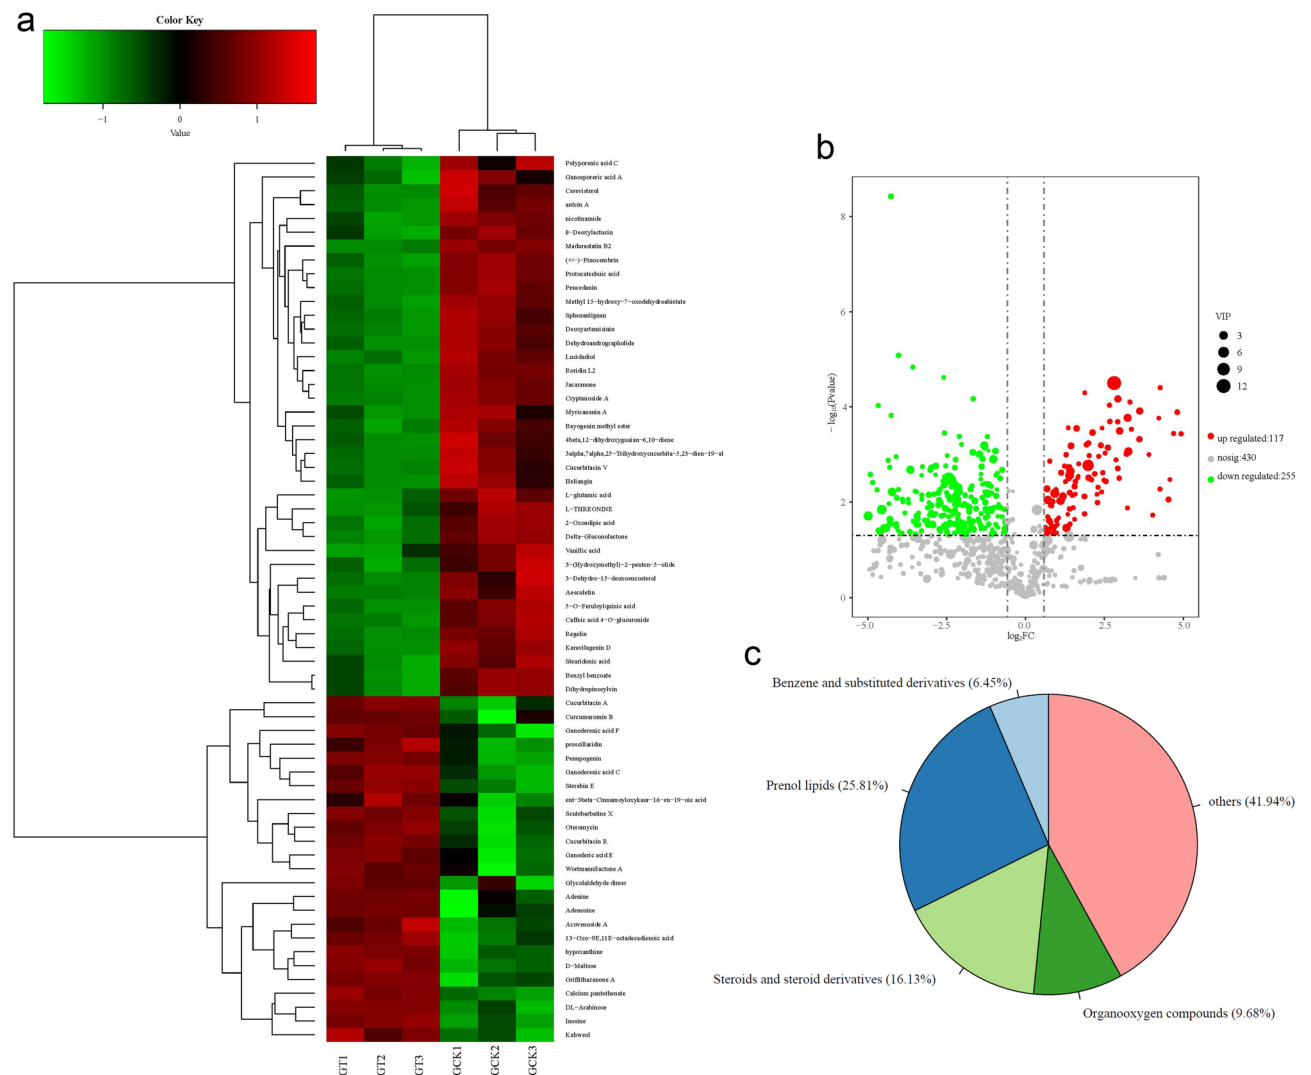 a
Color Key
−1
0
1
Value
Polyporenic acid C
Ganosporeric acid A
Cerevisterol
antcin A
nicotinamide
8−Deoxylactucin
Madurastatin B2
(+/−)−Pinocembrin
Protocatechuic acid
Peucedanin
Methyl 15−hydroxy−7−oxodehydroabietate
Sphenanlignan
Deoxyartemisinin
Dehydroandrographolide
Lucidadiol
Roridin L2
Jacaranone
Cryptanoside A
Myricananin A
Bayogenin methyl ester
4beta,12−dihydroxyguaian−6,10−diene
3alpha,7alpha,25−Trihydroxycucurbita−5,23−dien−19−al
Cucurbitacin V
Heliangin
L−glutamic acid
L−THREONINE
2−Oxoadipic acid
Delta−Gluconolactone
Vanillic acid
3−(Hydroxymethyl)−2−penten−5−olide
3−Dehydro−15−deoxoeucosterol
Aesculetin
5−O−Feruloylquinic acid
Caffeic acid 4−O−glucuronide
Regelin
Karavilagenin D
Stearidonic acid
Benzyl benzoate
Dihydropinosylvin
Cucurbitacin A
Curcumaromin B
Ganoderenic acid F
proscillaridin
Penupogenin
Ganoderenic acid C
Sterebin E
ent−3beta−Cinnamoyloxykaur−16−en−19−oic acid
Scutebarbatine X
Oteromycin
Cucurbitacin R
Ganoderic acid E
Wortmannilactone A
Glycolaldehyde dimer
Adenine
Adenosine
Acovenoside A
13−Oxo−9E,11E−octadecadienoic acid
hypoxanthine
D−Maltose
Griffithazanone A
Calcium pantothenate
DL−Arabinose
Inosine
Kahweol
GT1
GT2
GT3
GCK1
GCK2
GCK3
b
8
6
4
2
0
− log₁₀(Pvalue)
−5.0
−2.5
0.0
2.5
5.0
log₂FC
VIP
3
6
9
12
up regulated:117
nosig:430
down regulated:255
c
Benzene and substituted derivatives (6.45%)
Prenol lipids (25.81%)
others (41.94%)
Steroids and steroid derivatives (16.13%)
Organooxygen compounds (9.68%)